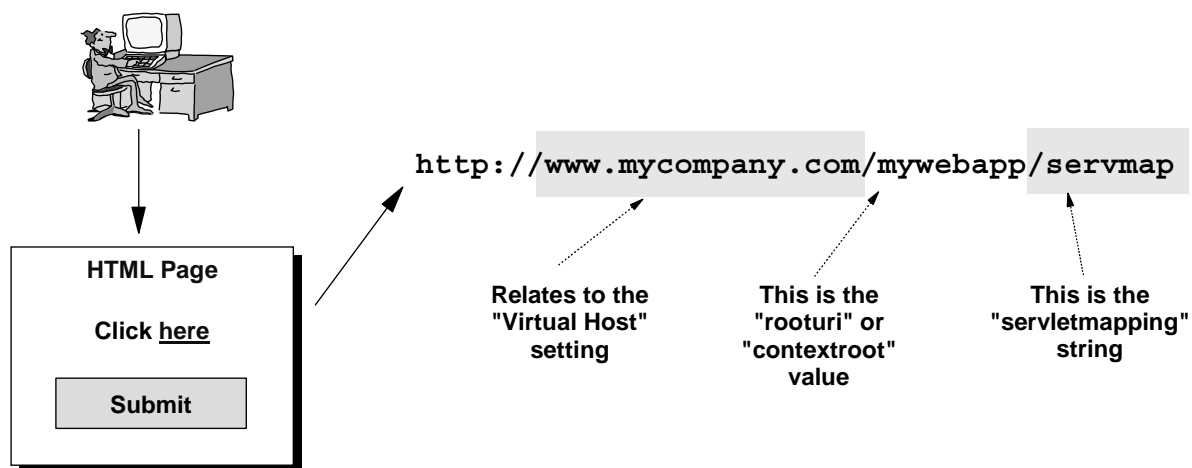 http://www.mycompany.com/mywebapp/servmap
HTML Page
Click here
Submit
Relates to the
"Virtual Host"
setting
This is the
"rooturi" or
"contextroot"
value
This is the
"servletmapping"
string